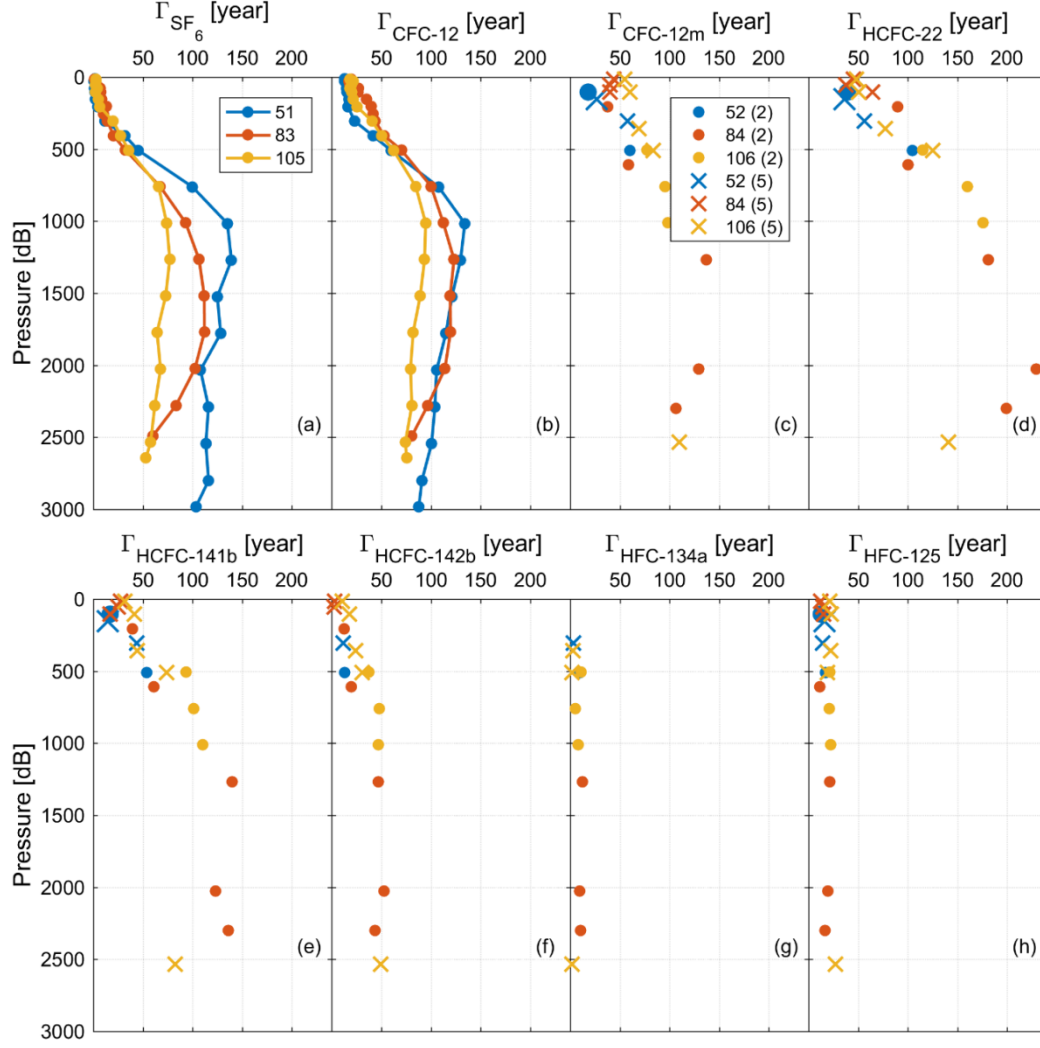 Γ_SF6 [year]
Γ_CFC-12 [year]
Γ_CFC-12m [year]
Γ_HCFC-22 [year]
50 100 150 200
50 100 150 200
50 100 150 200
50 100 150 200
Pressure [dB]
0
500
1000
1500
2000
2500
3000
51
83
105
52 (2)
84 (2)
106 (2)
52 (5)
84 (5)
106 (5)
(a)
(b)
(c)
(d)
Γ_HCFC-141b [year]
Γ_HCFC-142b [year]
Γ_HFC-134a [year]
Γ_HFC-125 [year]
50 100 150 200
50 100 150 200
50 100 150 200
50 100 150 200
Pressure [dB]
0
500
1000
1500
2000
2500
3000
(e)
(f)
(g)
(h)